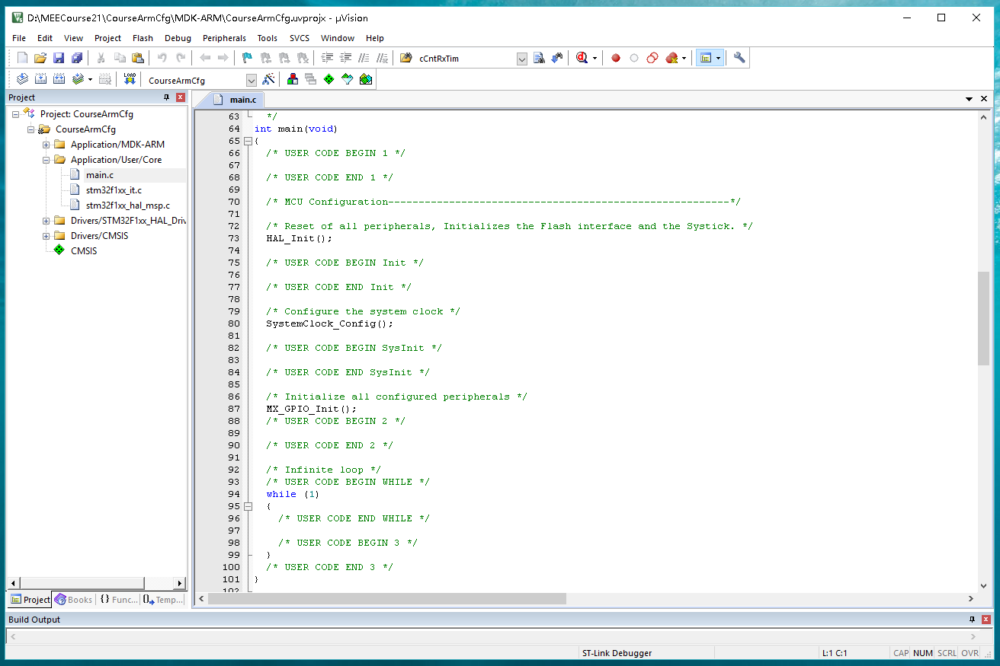 D:\MEECourse21\CourseArmCfg\MDK-ARM\CourseArmCfg.uvprojx - µVision
File Edit View Project Flash Debug Peripherals Tools SVCS Window Help
cCntRxTim
LOAD
CourseArmCfg
Project
main.c
Project: CourseArmCfg
CourseArmCfg
Application/MDK-ARM
Application/User/Core
main.c
stm32f1xx_it.c
stm32f1xx_hal_msp.c
Drivers/STM32F1xx_HAL_Driv
Drivers/CMSIS
CMSIS
Project Books {} Func... Temp...
63   */
64 int main(void)
65 {
66   /* USER CODE BEGIN 1 */
67
68   /* USER CODE END 1 */
69
70   /* MCU Configuration--------------------------------------------------------*/
71
72   /* Reset of all peripherals, Initializes the Flash interface and the Systick. */
73   HAL_Init();
74
75   /* USER CODE BEGIN Init */
76
77   /* USER CODE END Init */
78
79   /* Configure the system clock */
80   SystemClock_Config();
81
82   /* USER CODE BEGIN SysInit */
83
84   /* USER CODE END SysInit */
85
86   /* Initialize all configured peripherals */
87   MX_GPIO_Init();
88   /* USER CODE BEGIN 2 */
89
90   /* USER CODE END 2 */
91
92   /* Infinite loop */
93   /* USER CODE BEGIN WHILE */
94   while (1)
95   {
96     /* USER CODE END WHILE */
97
98     /* USER CODE BEGIN 3 */
99   }
100   /* USER CODE END 3 */
101 }
102
Build Output
ST-Link Debugger L:1 C:1 CAP NUM SCRL OVR